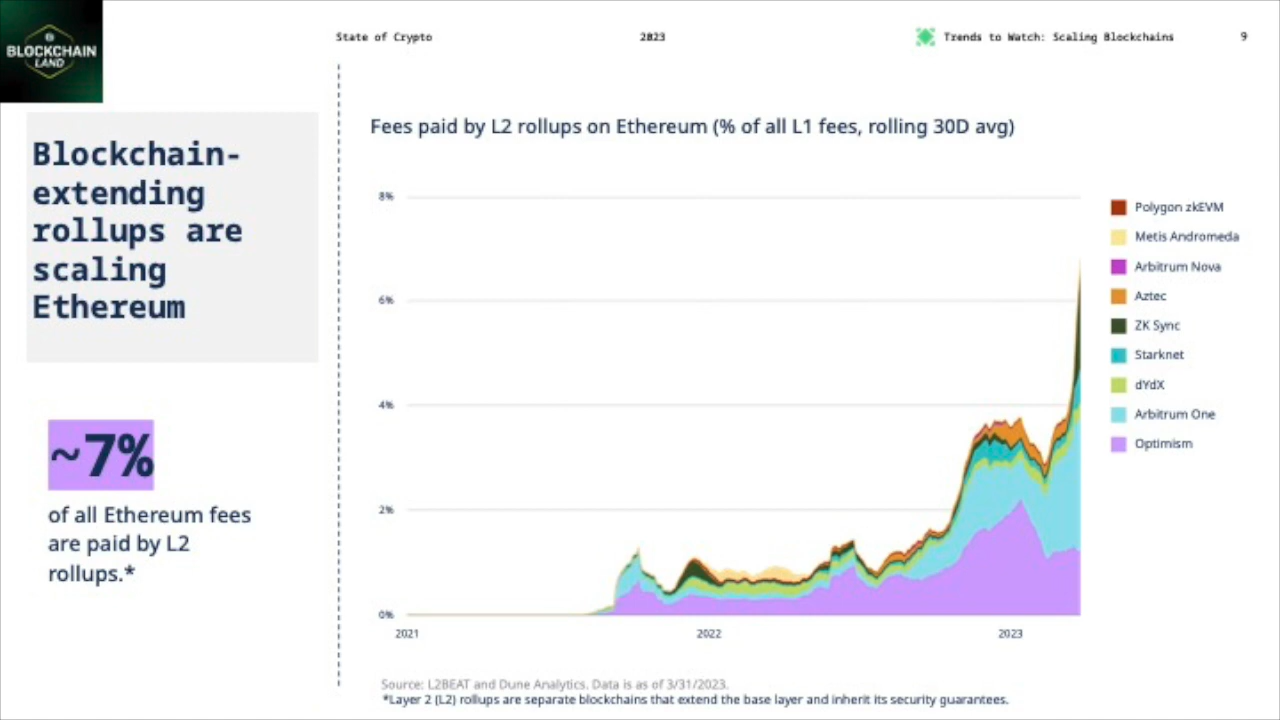 BLOCKCHAIN
LAND
State of Crypto
2023
Trends to Watch: Scaling Blockchains
9
Blockchain-
extending
rollups are
scaling
Ethereum
~7%
of all Ethereum fees
are paid by L2
rollups.*
Fees paid by L2 rollups on Ethereum (% of all L1 fees, rolling 30D avg)
8%
6%
4%
2%
0%
2021
2022
2023
Polygon zkEVM
Metis Andromeda
Arbitrum Nova
Aztec
ZK Sync
Starknet
dYdX
Arbitrum One
Optimism
Source: L2BEAT and Dune Analytics. Data is as of 3/31/2023.
*Layer 2 (L2) rollups are separate blockchains that extend the base layer and inherit its security guarantees.